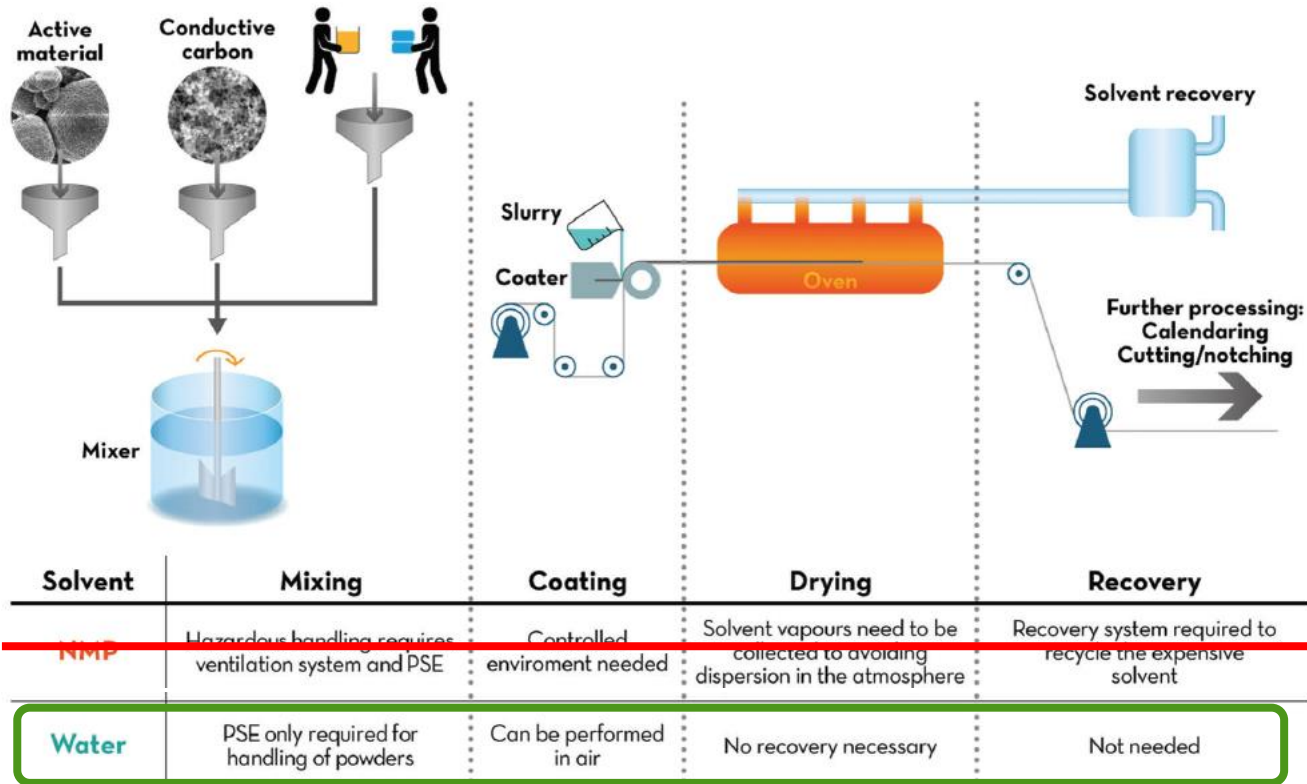 Active
material
Conductive
carbon
Solvent recovery
Slurry
Coater
Oven
Further processing:
Calendaring
Cutting/notching
Mixer
Solvent Mixing Coating Drying Recovery
NMP
Hazardous handling requires
ventilation system and PSE
Controlled
enviroment needed
Solvent vapours need to be
collected to avoiding
dispersion in the atmosphere
Recovery system required to
recycle the expensive
solvent
Water
PSE only required for
handling of powders
Can be performed
in air
No recovery necessary
Not needed